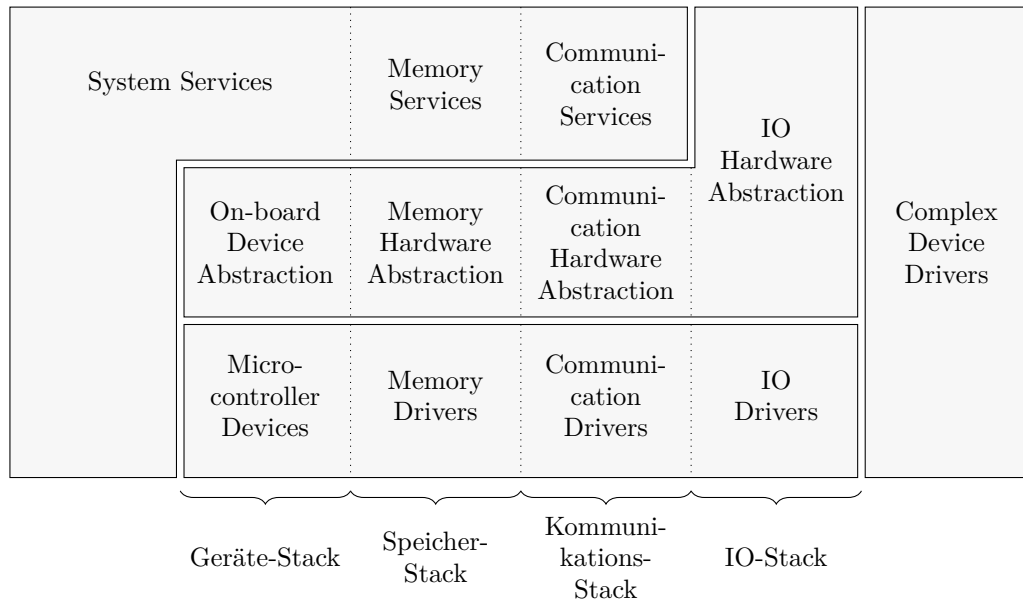 System Services
Memory
Services
Communi-
cation
Services
IO
Hardware
Abstraction
On-board
Device
Abstraction
Memory
Hardware
Abstraction
Communi-
cation
Hardware
Abstraction
Complex
Device
Drivers
Micro-
controller
Devices
Memory
Drivers
Communi-
cation
Drivers
IO
Drivers
Geräte-Stack
Speicher-
Stack
Kommuni-
kations-
Stack
IO-Stack